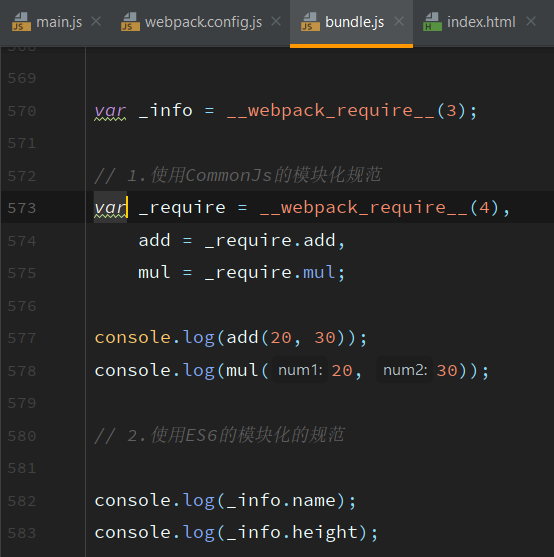 main.js webpack.config.js bundle.js index.html
569
570 var _info = __webpack_require__(3);
571
572 // 1.使用CommonJs的模块化规范
573 var _require = __webpack_require__(4),
574 add = _require.add,
575 mul = _require.mul;
576
577 console.log(add(20, 30));
578 console.log(mul( num1: 20, num2: 30));
579
580 // 2.使用ES6的模块化的规范
581
582 console.log(_info.name);
583 console.log(_info.height);